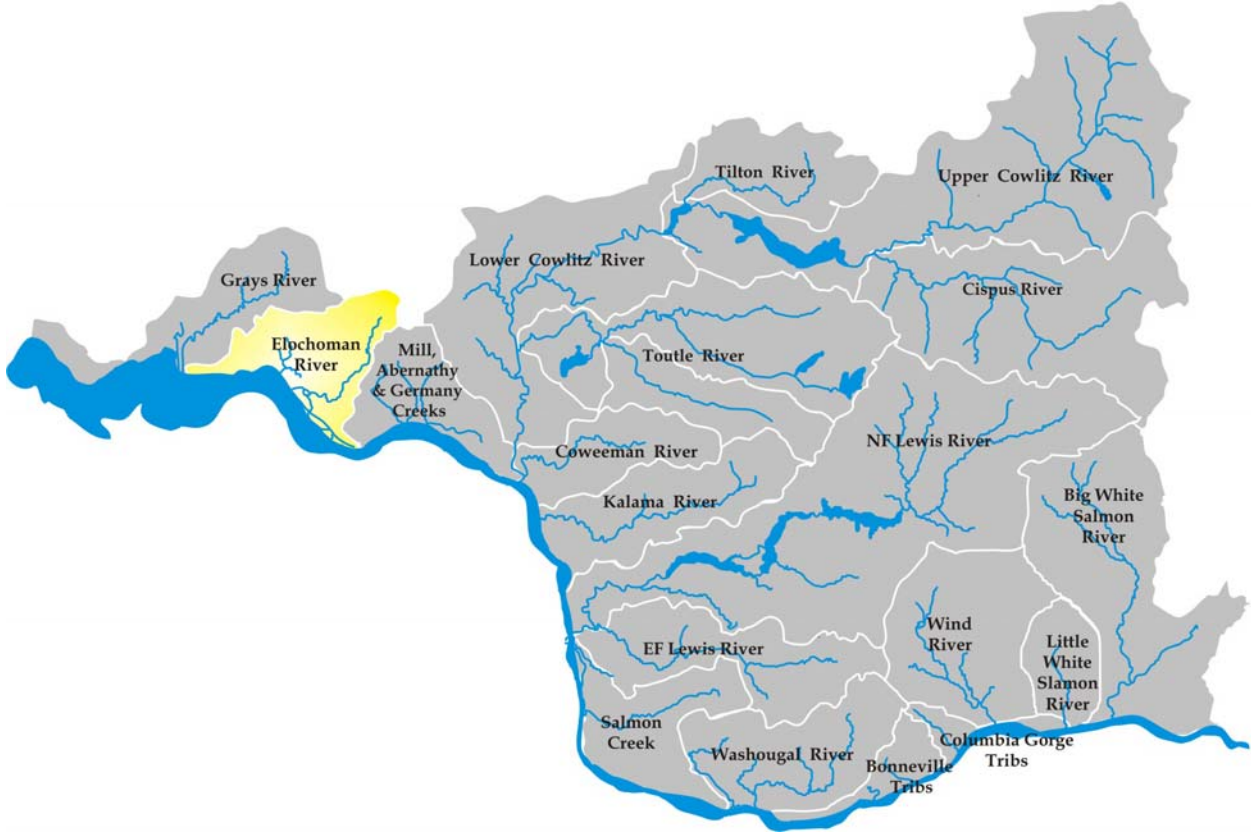 Tilton River
Upper Cowlitz River
Lower Cowlitz River
Grays River
Cispus River
Elochoman
River
Mill,
Abernathy
& Germany
Creeks
Toutle River
NF Lewis River
Coweeman River
Kalama River
Big White
Salmon
River
Wind
River
EF Lewis River
Little
White
Slamon
River
Salmon
Creek
Washougal River
Bonneville
Tribs
Columbia Gorge
Tribs